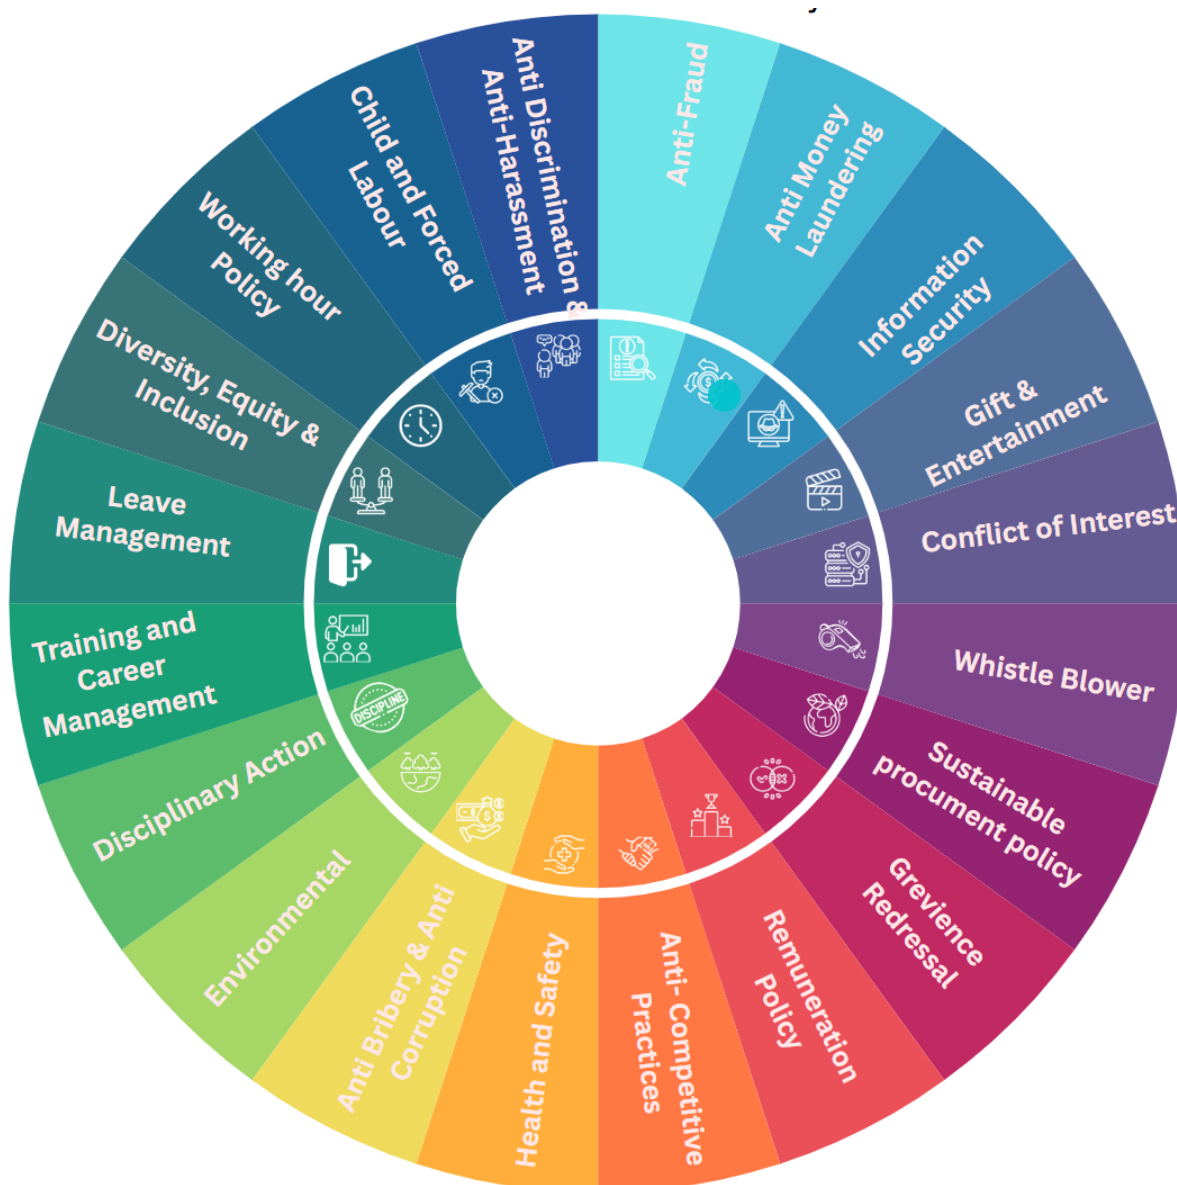 Anti-Fraud
Anti Money
Laundering
Information
Security
Gift &
Entertainment
Conflict of Interest
Whistle Blower
Sustainable
procument policy
Grevience
Redressal
Remuneration
Policy
Anti- Competitive
Practices
Health and Safety
Anti Bribery & Anti
Corruption
Environmental
Disciplinary Action
DISCIPLINE
Training and
Career
Management
Leave
Management
Diversity, Equity &
Inclusion
Working hour
Policy
Child and Forced
Labour
Anti Discrimination &
Anti-Harassment